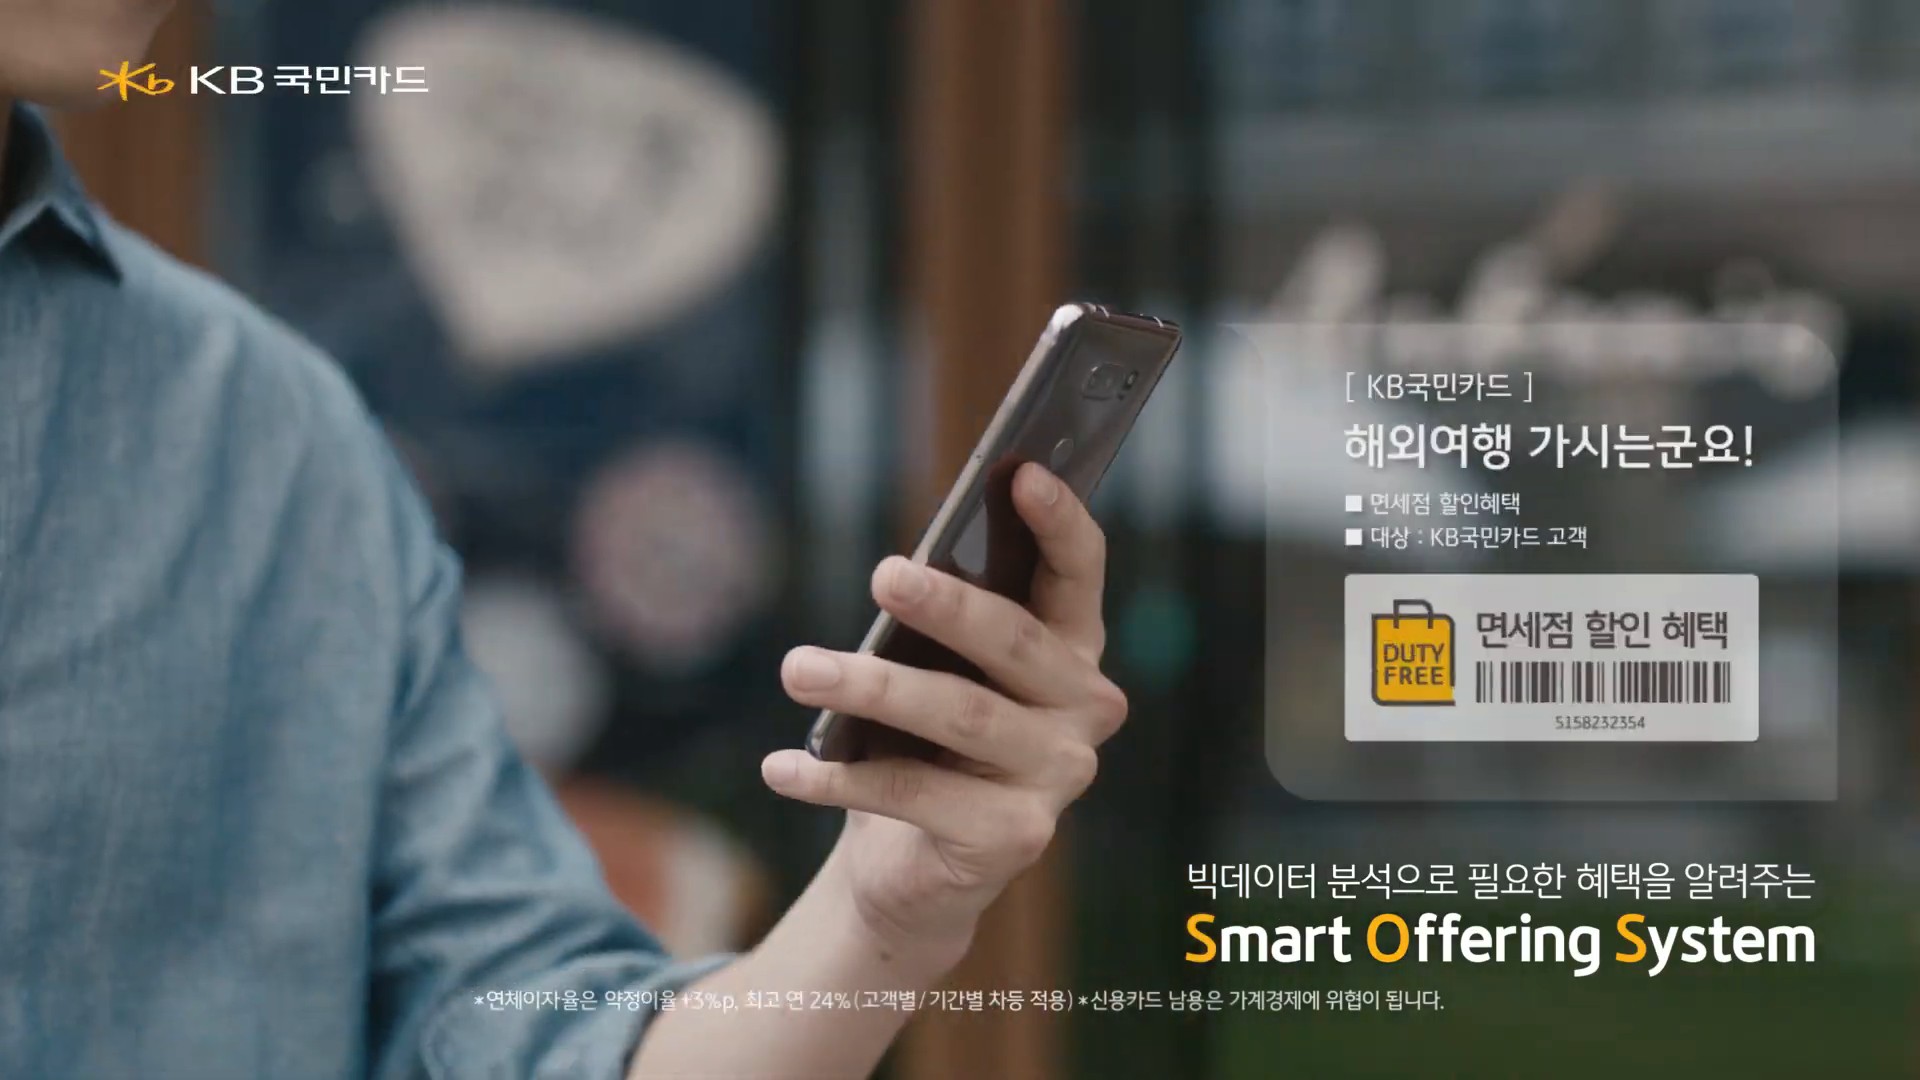 KB 국민카드
[ KB국민카드 ]
해외여행 가시는군요!
■ 면세점 할인혜택
■ 대상 : KB국민카드 고객
DUTY
FREE
면세점 할인 혜택
5158232354
빅데이터 분석으로 필요한 혜택을 알려주는
Smart Offering System
*연체이자율은 약정이율 +3%p, 최고 연 24% (고객별/기간별 차등 적용) *신용카드 남용은 가계경제에 위협이 됩니다.